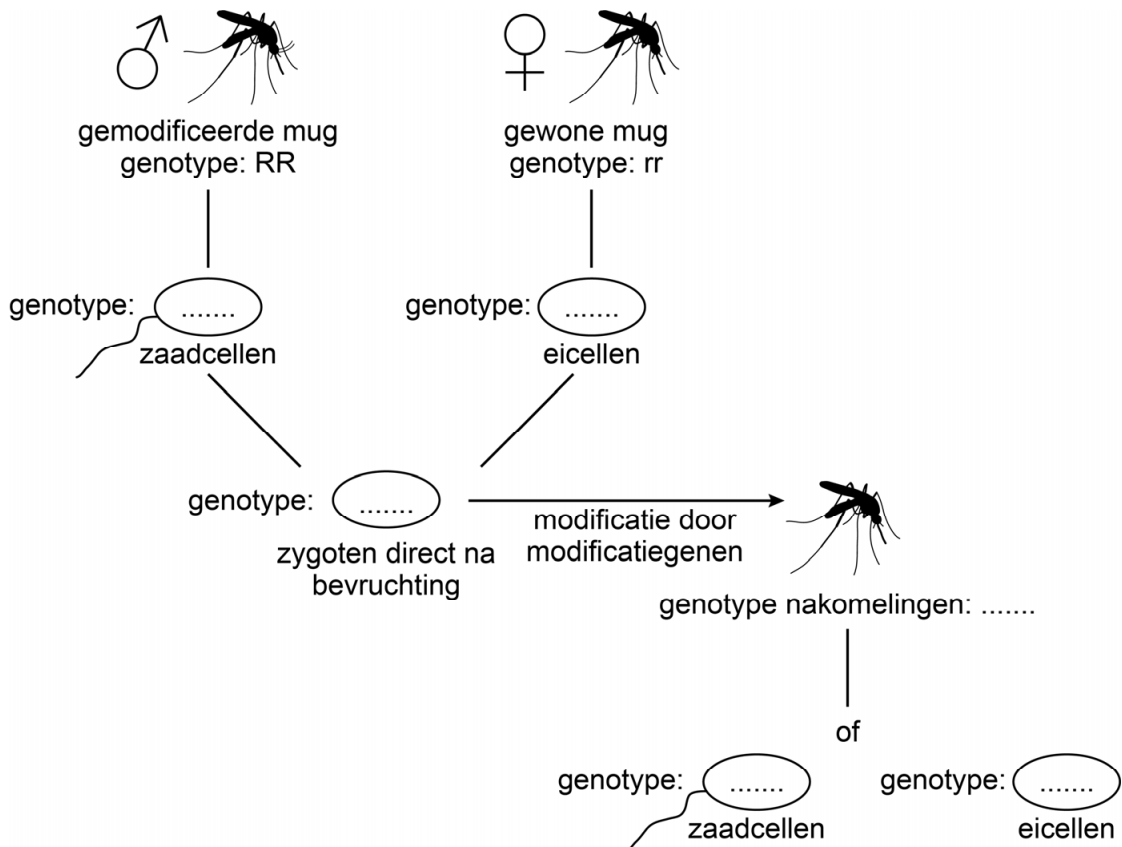 gemodificeerde mug
genotype: RR
gewone mug
genotype: rr
genotype: .......
zaadcellen
genotype: .......
eicellen
genotype: .......
zygoten direct na
bevruchting
modificatie door
modificatiegenen
genotype nakomelingen: .......
of
genotype: .......
zaadcellen
genotype: .......
eicellen